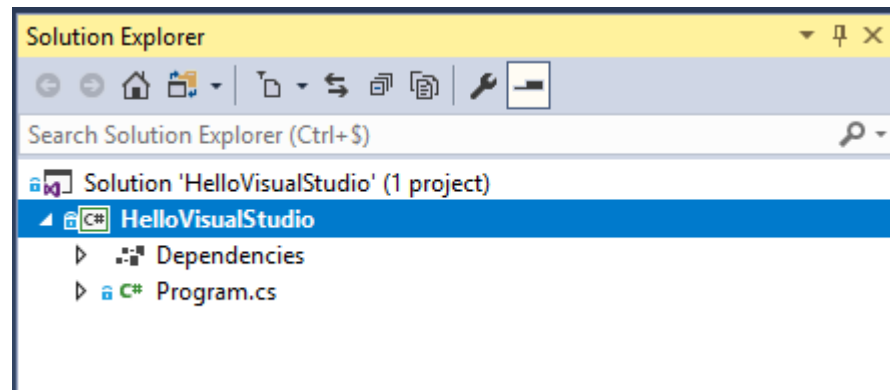 Solution Explorer
Search Solution Explorer (Ctrl+$)
Solution 'HelloVisualStudio' (1 project)
C# HelloVisualStudio
Dependencies
C# Program.cs